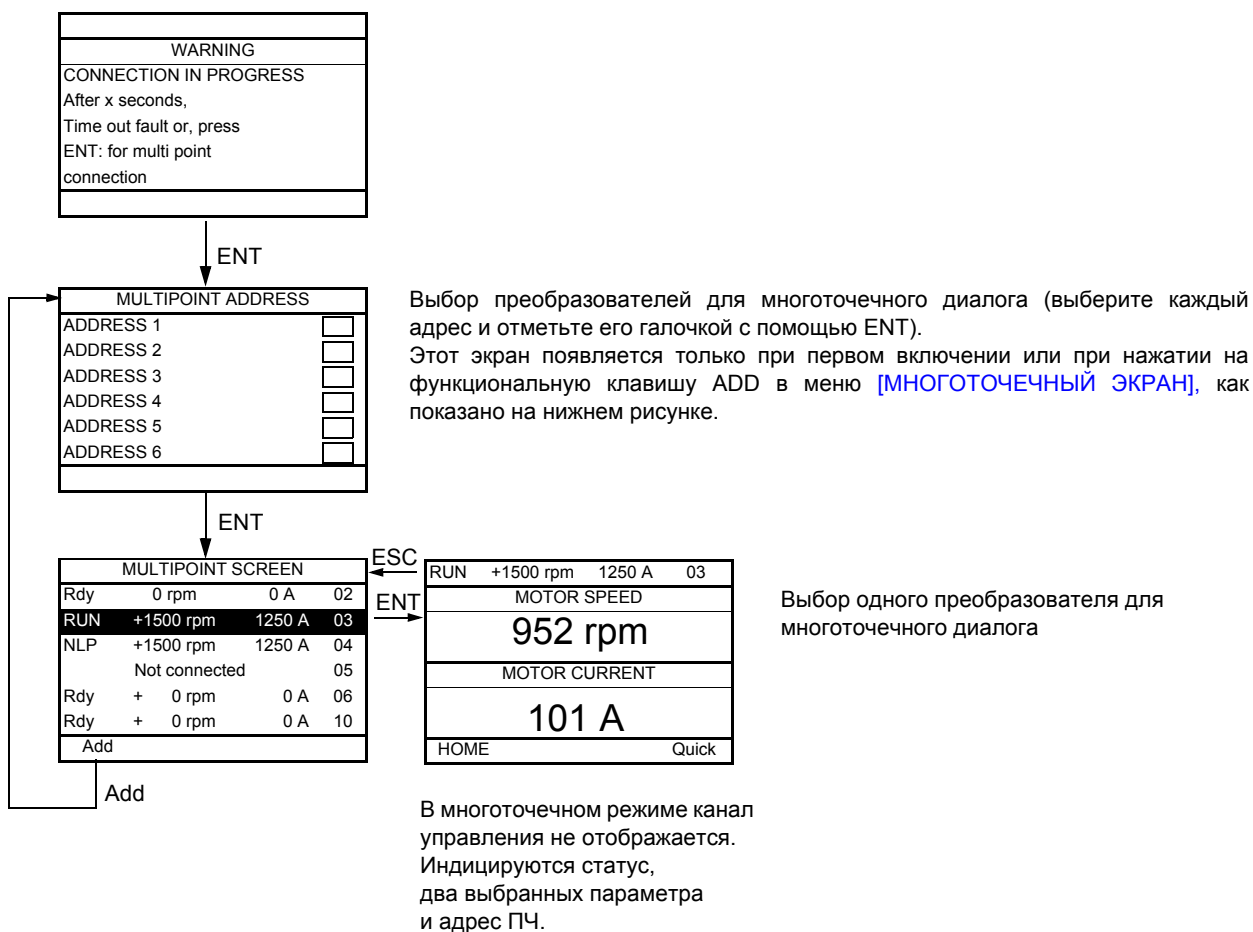 WARNING
CONNECTION IN PROGRESS
After x seconds,
Time out fault or, press
ENT: for multi point
connection
ENT
MULTIPOINT ADDRESS
ADDRESS 1
ADDRESS 2
ADDRESS 3
ADDRESS 4
ADDRESS 5
ADDRESS 6
Выбор преобразователей для многоточечного диалога (выберите каждый
адрес и отметьте его галочкой с помощью ENT).
Этот экран появляется только при первом включении или при нажатии на
функциональную клавишу ADD в меню [МНОГОТОЧЕЧНЫЙ ЭКРАН], как
показано на нижнем рисунке.
ENT
MULTIPOINT SCREEN
Rdy 0 rpm 0 A 02
RUN +1500 rpm 1250 A 03
NLP +1500 rpm 1250 A 04
Not connected 05
Rdy + 0 rpm 0 A 06
Rdy + 0 rpm 0 A 10
Add
Add
ESC
ENT
RUN +1500 rpm 1250 A 03
MOTOR SPEED
952 rpm
MOTOR CURRENT
101 A
HOME Quick
Выбор одного преобразователя для
многоточечного диалога
В многоточечном режиме канал
управления не отображается.
Индицируются статус,
два выбранных параметра
и адрес ПЧ.